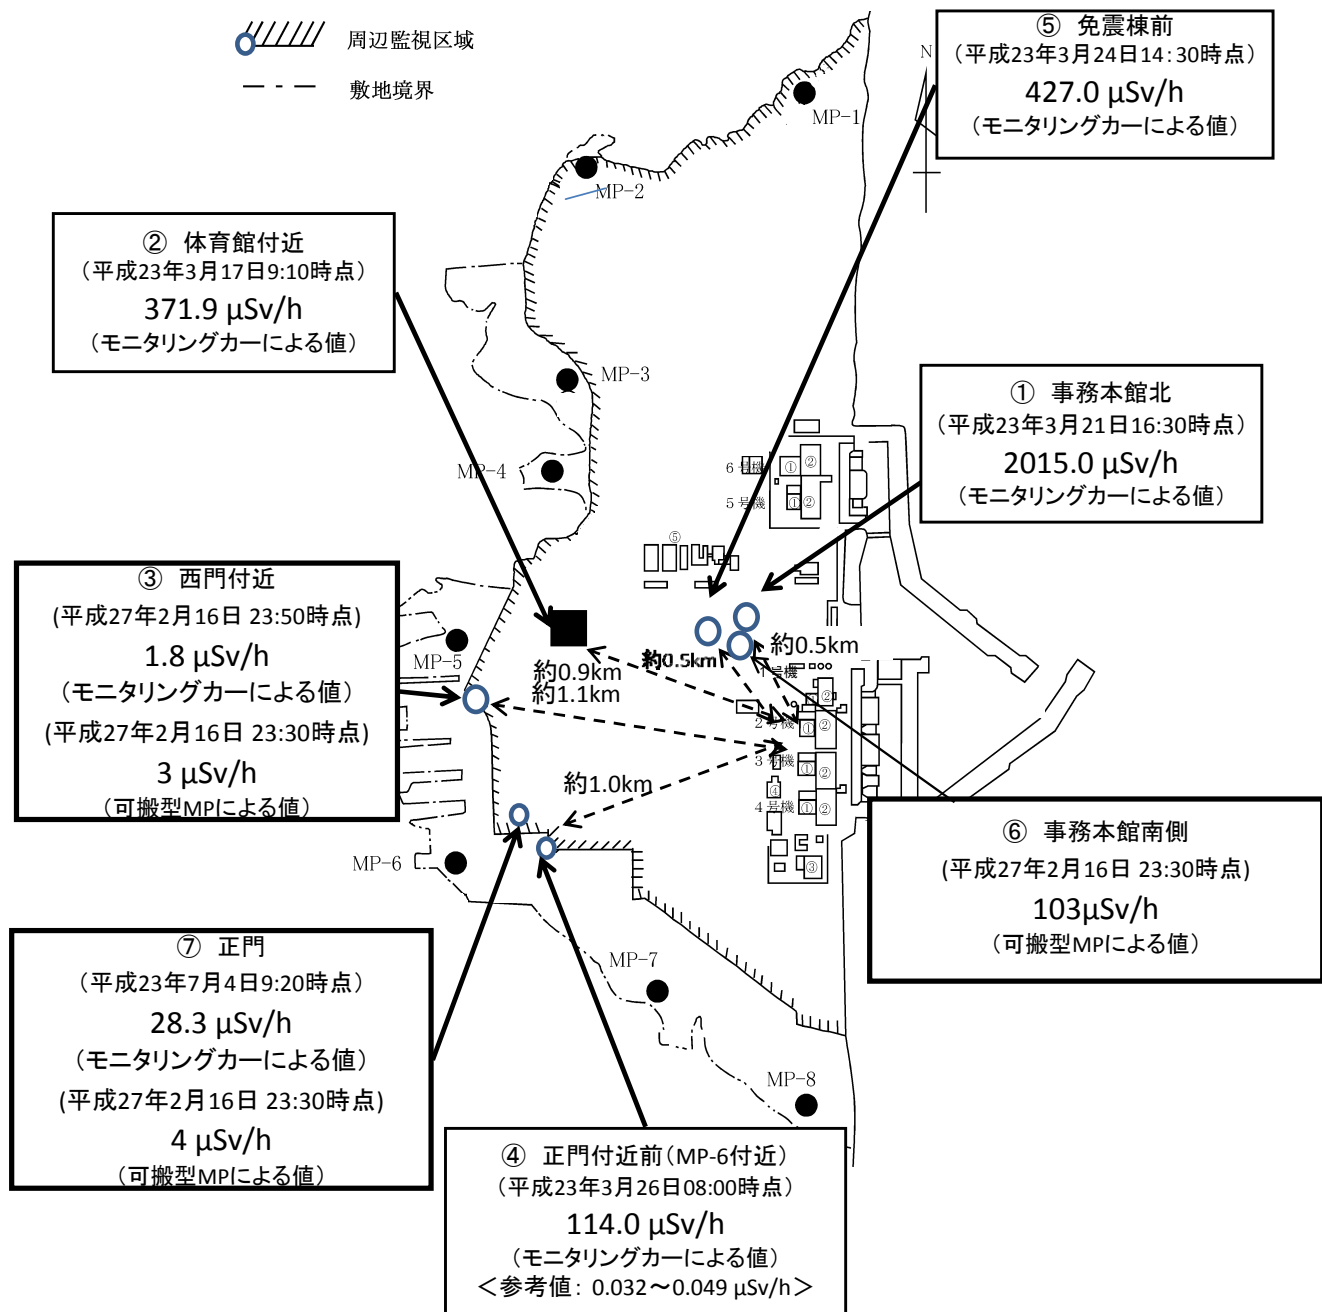 周辺監視区域
敷地境界
⑤ 免震棟前
（平成23年3月24日14:30時点）
427.0 μSv/h
（モニタリングカーによる値）
N
MP-1
MP-2
② 体育館付近
（平成23年3月17日9:10時点）
371.9 μSv/h
（モニタリングカーによる値）
MP-3
① 事務本館北
（平成23年3月21日16:30時点）
2015.0 μSv/h
（モニタリングカーによる値）
MP-4
6号機
① ②
5号機
① ②
⑤
③ 西門付近
(平成27年2月16日 23:50時点)
1.8 μSv/h
（モニタリングカーによる値）
(平成27年2月16日 23:30時点)
3 μSv/h
（可搬型MPによる値）
MP-5
約0.9km
約1.1km
約0.5km
約0.5km
1号機
②
2号機
① ②
3号機
① ②
約1.0km
④
4号機
① ②
③
MP-6
⑥ 事務本館南側
(平成27年2月16日 23:30時点)
103μSv/h
（可搬型MPによる値）
⑦ 正門
（平成23年7月4日9:20時点）
28.3 μSv/h
（モニタリングカーによる値）
(平成27年2月16日 23:30時点)
4 μSv/h
（可搬型MPによる値）
MP-7
MP-8
④ 正門付近前（MP-6付近）
（平成23年3月26日08:00時点）
114.0 μSv/h
（モニタリングカーによる値）
＜参考値: 0.032～0.049 μSv/h＞